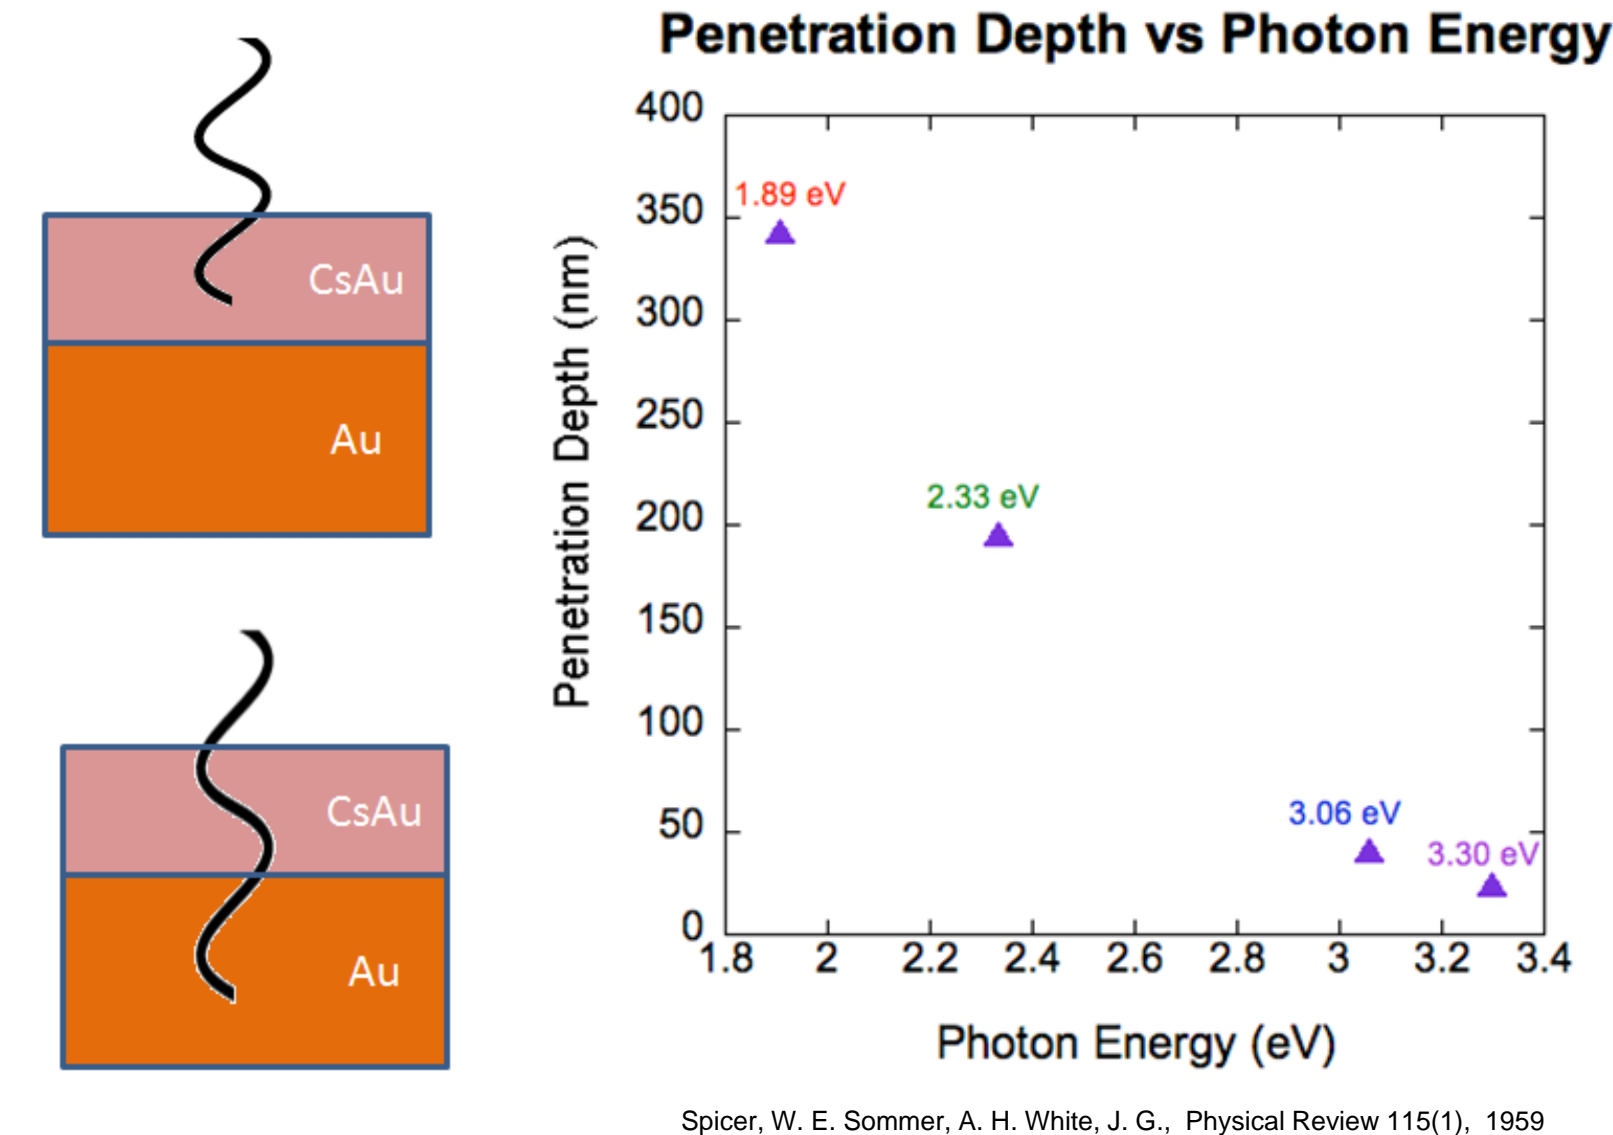 Penetration Depth vs Photon Energy
CsAu
Au
CsAu
Au
Penetration Depth (nm)
400
350
300
250
200
150
100
50
0
1.89 eV
2.33 eV
3.06 eV
3.30 eV
1.8 2 2.2 2.4 2.6 2.8 3 3.2 3.4
Photon Energy (eV)
Spicer, W. E. Sommer, A. H. White, J. G., Physical Review 115(1), 1959